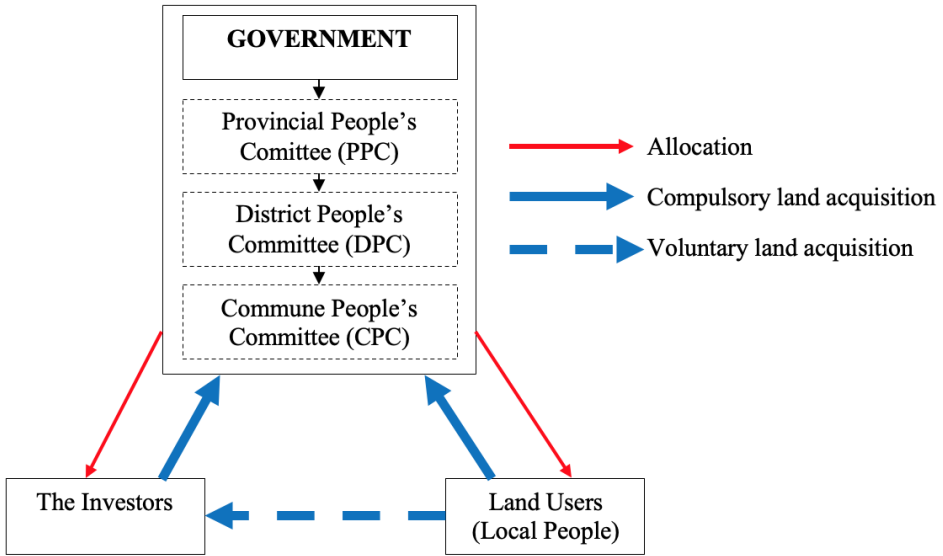 GOVERNMENT
Provincial People’s
Comittee (PPC)
District People’s
Committee (DPC)
Commune People’s
Committee (CPC)
Allocation
Compulsory land acquisition
Voluntary land acquisition
The Investors
Land Users
(Local People)